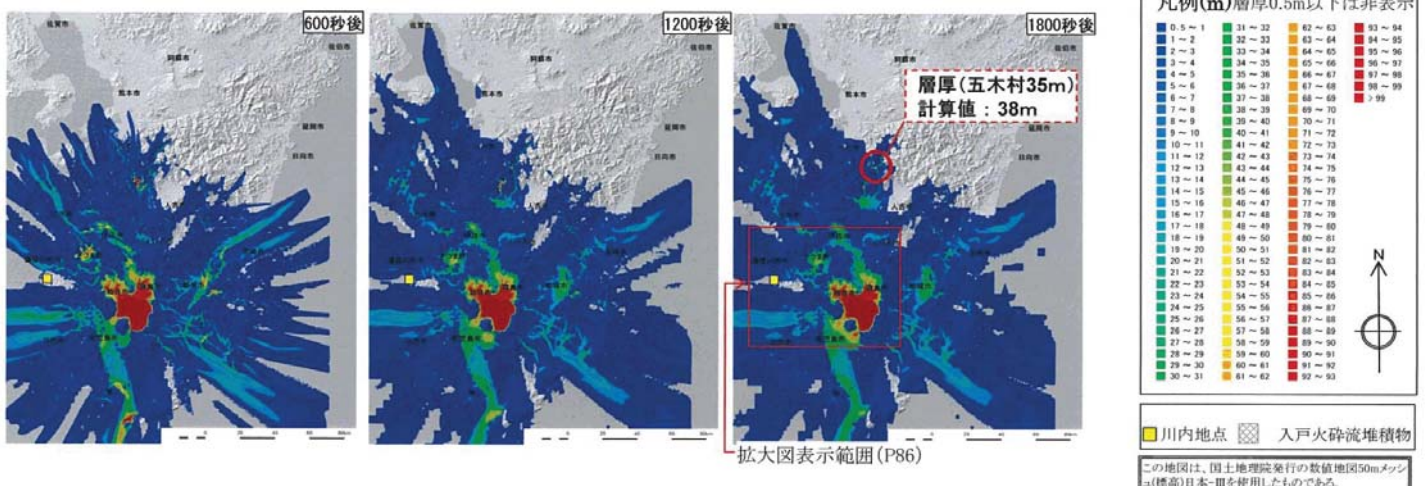 600秒後
1200秒後
1800秒後
佐賀市
佐伯市
阿蘇市
熊本市
延岡市
日向市
層厚(五木村35m)
計算値：38m
拡大図表示範囲(P86)
凡例(m)層厚0.5m以下は非表示
0.5 ～ 1
1 ～ 2
2 ～ 3
3 ～ 4
4 ～ 5
5 ～ 6
6 ～ 7
7 ～ 8
8 ～ 9
9 ～ 10
10 ～ 11
11 ～ 12
12 ～ 13
13 ～ 14
14 ～ 15
15 ～ 16
16 ～ 17
17 ～ 18
18 ～ 19
19 ～ 20
20 ～ 21
21 ～ 22
22 ～ 23
23 ～ 24
24 ～ 25
25 ～ 26
26 ～ 27
27 ～ 28
28 ～ 29
29 ～ 30
30 ～ 31
31 ～ 32
32 ～ 33
33 ～ 34
34 ～ 35
35 ～ 36
36 ～ 37
37 ～ 38
38 ～ 39
39 ～ 40
40 ～ 41
41 ～ 42
42 ～ 43
43 ～ 44
44 ～ 45
45 ～ 46
46 ～ 47
47 ～ 48
48 ～ 49
49 ～ 50
50 ～ 51
51 ～ 52
52 ～ 53
53 ～ 54
54 ～ 55
55 ～ 56
56 ～ 57
57 ～ 58
58 ～ 59
59 ～ 60
60 ～ 61
61 ～ 62
62 ～ 63
63 ～ 64
64 ～ 65
65 ～ 66
66 ～ 67
67 ～ 68
68 ～ 69
69 ～ 70
70 ～ 71
71 ～ 72
72 ～ 73
73 ～ 74
74 ～ 75
75 ～ 76
76 ～ 77
77 ～ 78
78 ～ 79
79 ～ 80
80 ～ 81
81 ～ 82
82 ～ 83
83 ～ 84
84 ～ 85
85 ～ 86
86 ～ 87
87 ～ 88
88 ～ 89
89 ～ 90
90 ～ 91
91 ～ 92
92 ～ 93
93 ～ 94
94 ～ 95
95 ～ 96
96 ～ 97
97 ～ 98
98 ～ 99
> 99
N
川内地点 入戸火砕流堆積物
この地図は、国土地理院発行の数値地図50mメッシ
ュ(標高)日本-Ⅲを使用したものである。